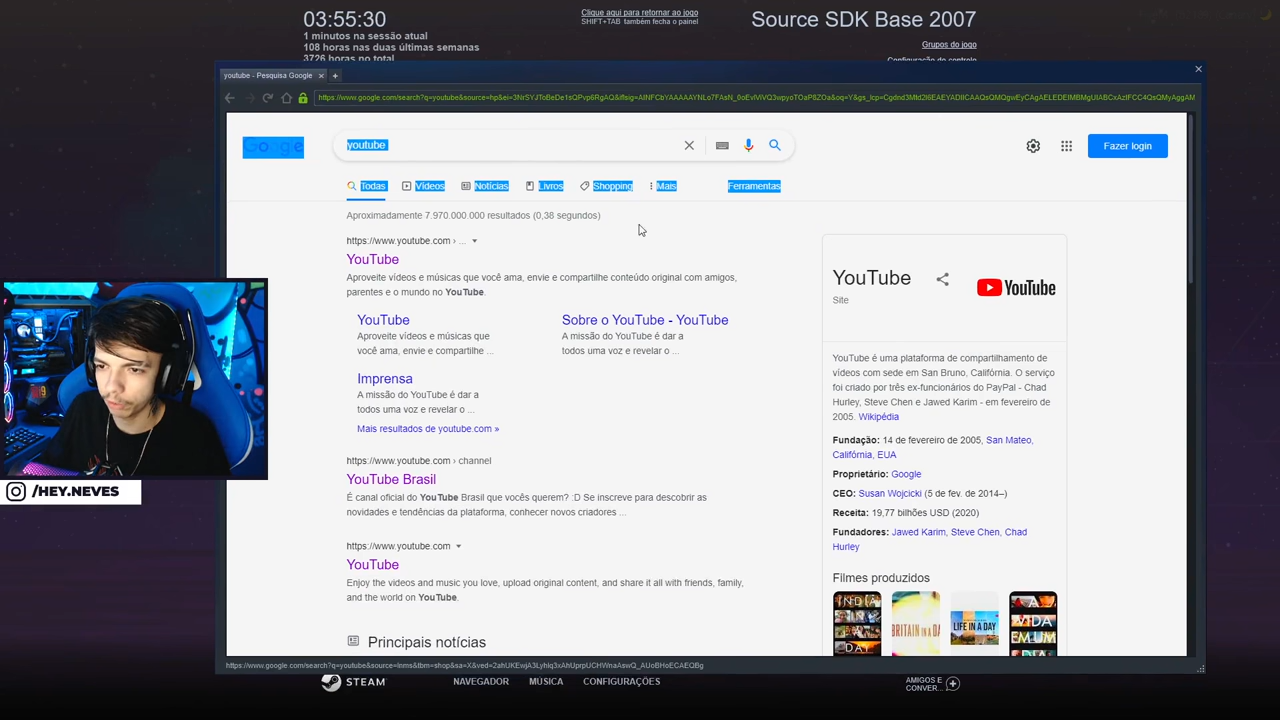 03:55:30
1 minutos na sessão atual
108 horas nas duas últimas semanas
3726 horas no total
Clique aqui para retornar ao jogo
SHIFT+TAB também fecha o painel
Source SDK Base 2007
Grupos do jogo
Configuração do controle
youtube - Pesquisa Google
Google
youtube
Fazer login
Todas
Vídeos
Notícias
Livros
Shopping
Mais
Ferramentas
Aproximadamente 7.970.000.000 resultados (0,38 segundos)
https://www.youtube.com › ...
YouTube
Aproveite vídeos e músicas que você ama, envie e compartilhe conteúdo original com amigos,
parentes e o mundo no YouTube.
YouTube
Aproveite vídeos e músicas que
você ama, envie e compartilhe ...
Sobre o YouTube - YouTube
A missão do YouTube é dar a
todos uma voz e revelar o ...
Imprensa
A missão do YouTube é dar a
todos uma voz e revelar o ...
Mais resultados de youtube.com »
https://www.youtube.com › channel
YouTube Brasil
É canal oficial do YouTube Brasil que vocês querem? :D Se inscreve para descobrir as
novidades e tendências da plataforma, conhecer novos criadores ...
https://www.youtube.com
YouTube
Enjoy the videos and music you love, upload original content, and share it all with friends, family,
and the world on YouTube.
Principais notícias
YouTube
Site
YouTube
YouTube é uma plataforma de compartilhamento de
vídeos com sede em San Bruno, Califórnia. O serviço
foi criado por três ex-funcionários do PayPal - Chad
Hurley, Steve Chen e Jawed Karim - em fevereiro de
2005. Wikipédia
Fundação: 14 de fevereiro de 2005, San Mateo,
Califórnia, EUA
Proprietário: Google
CEO: Susan Wojcicki (5 de fev. de 2014–)
Receita: 19,77 bilhões USD (2020)
Fundadores: Jawed Karim, Steve Chen, Chad
Hurley
Filmes produzidos
BRITAIN IN A DAY
LIFE IN A DAY
A VIDA EM UM
/HEY.NEVES
STEAM
NAVEGADOR
MÚSICA
CONFIGURAÇÕES
AMIGOS E
CONVER...